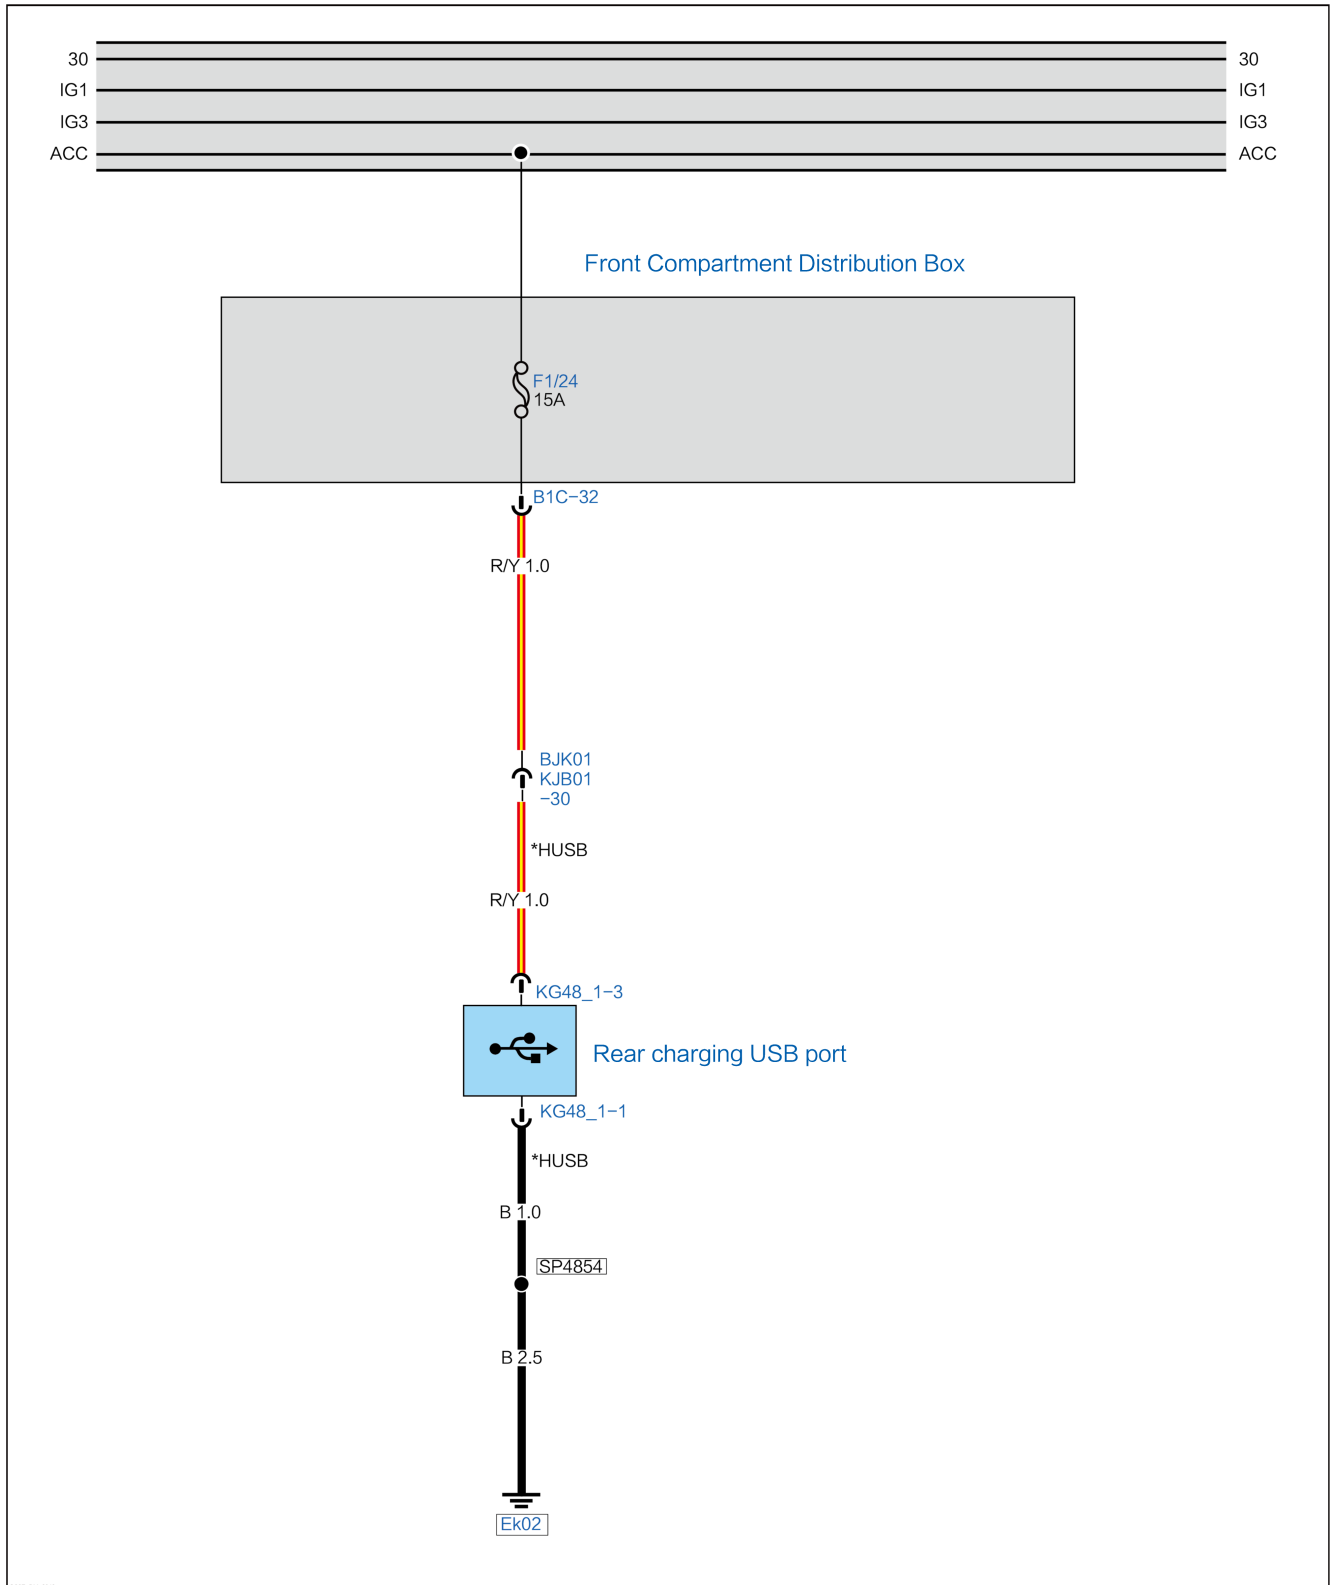 30 30
IG1 IG1
IG3 IG3
ACC ACC
Front Compartment Distribution Box
F1/24
15A
B1C−32
R/Y 1.0
BJK01
KJB01
−30
*HUSB
R/Y 1.0
KG48_1−3
Rear charging USB port
KG48_1−1
*HUSB
B 1.0
SP4854
B 2.5
Ek02